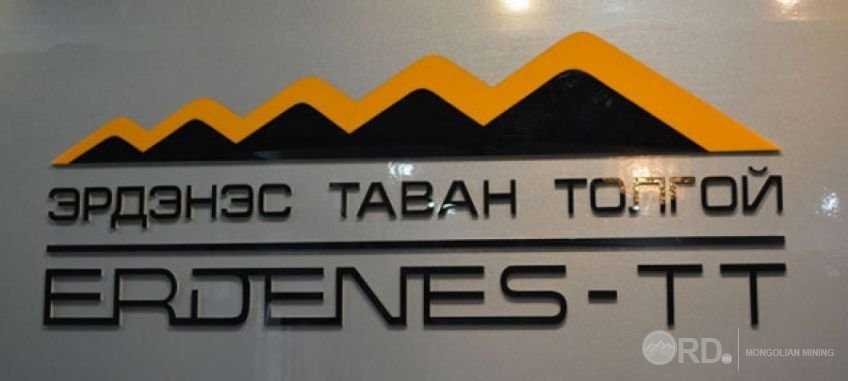 ЭРДЭНЭС ТАВАН ТОЛГОЙ
ERDENES-TT
ORD.
MONGOLIAN MINING